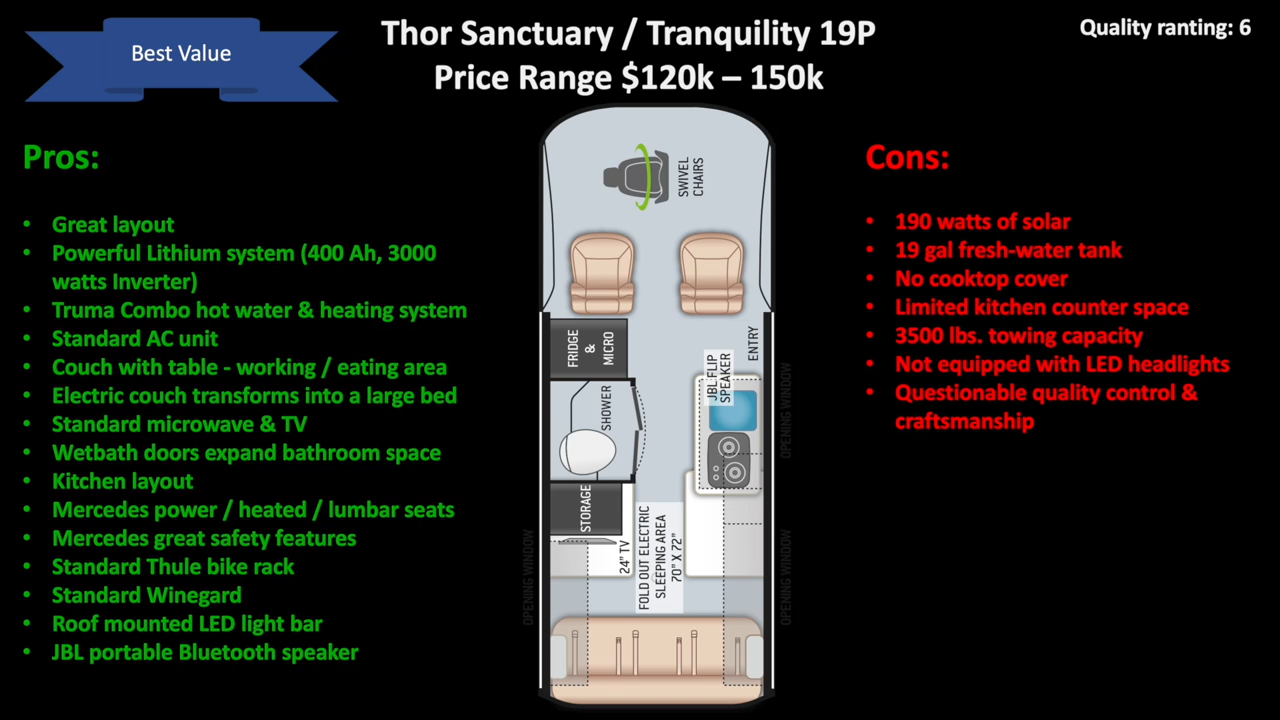 Best Value
Thor Sanctuary / Tranquility 19P
Price Range $120k – 150k
Quality ranting: 6
Pros:
• Great layout
• Powerful Lithium system (400 Ah, 3000
watts Inverter)
• Truma Combo hot water & heating system
• Standard AC unit
• Couch with table - working / eating area
• Electric couch transforms into a large bed
• Standard microwave & TV
• Wetbath doors expand bathroom space
• Kitchen layout
• Mercedes power / heated / lumbar seats
• Mercedes great safety features
• Standard Thule bike rack
• Standard Winegard
• Roof mounted LED light bar
• JBL portable Bluetooth speaker
SWIVEL
CHAIRS
FRIDGE
&
MICRO
ENTRY
JBL FLIP
SPEAKER
SHOWER
OPENING WINDOW
STORAGE
24" TV
FOLD OUT ELECTRIC
SLEEPING AREA
70" X 72"
OPENING WINDOW
OPENING WINDOW
Cons:
• 190 watts of solar
• 19 gal fresh-water tank
• No cooktop cover
• Limited kitchen counter space
• 3500 lbs. towing capacity
• Not equipped with LED headlights
• Questionable quality control &
craftsmanship